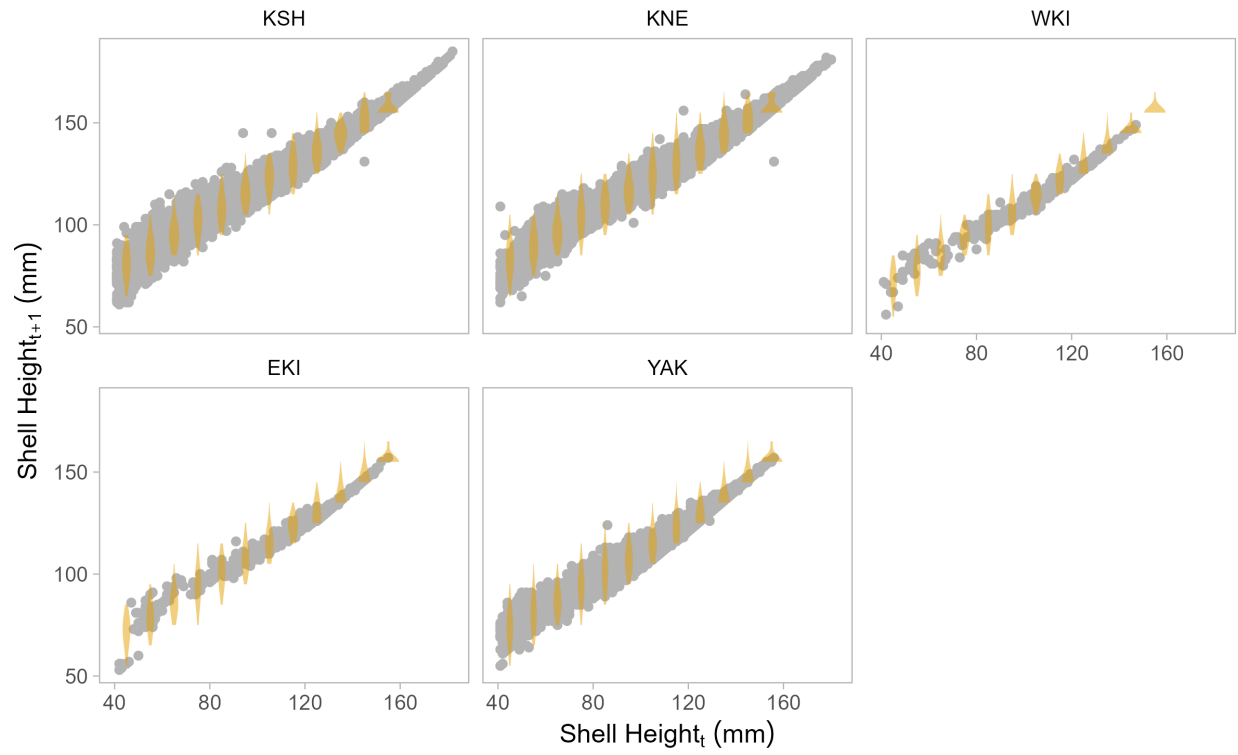 KSH KNE WKI
150
100
50
40 80 120 160
EKI YAK
150
100
50
40 80 120 160 40 80 120 160
Shell Height_t+1 (mm)
Shell Height_t (mm)